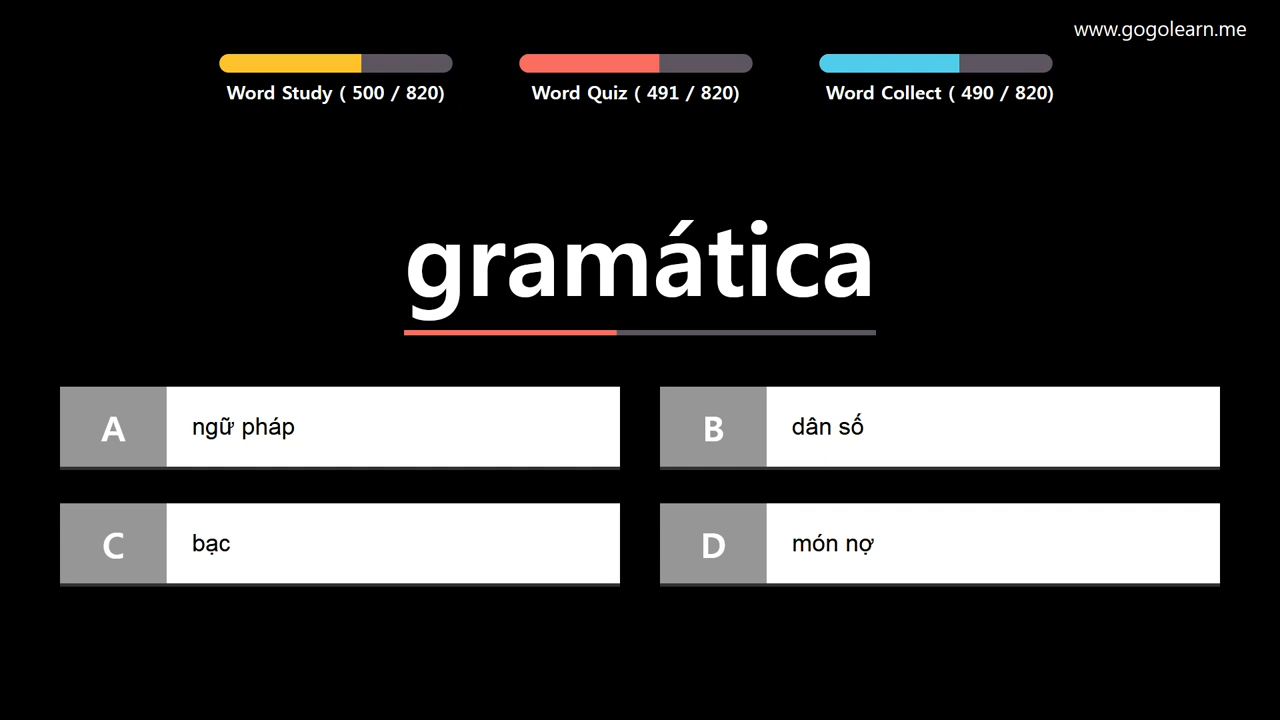 www.gogolearn.me
Word Study ( 500 / 820)
Word Quiz ( 491 / 820)
Word Collect ( 490 / 820)
gramática
A ngữ pháp
B dân số
C bạc
D món nợ